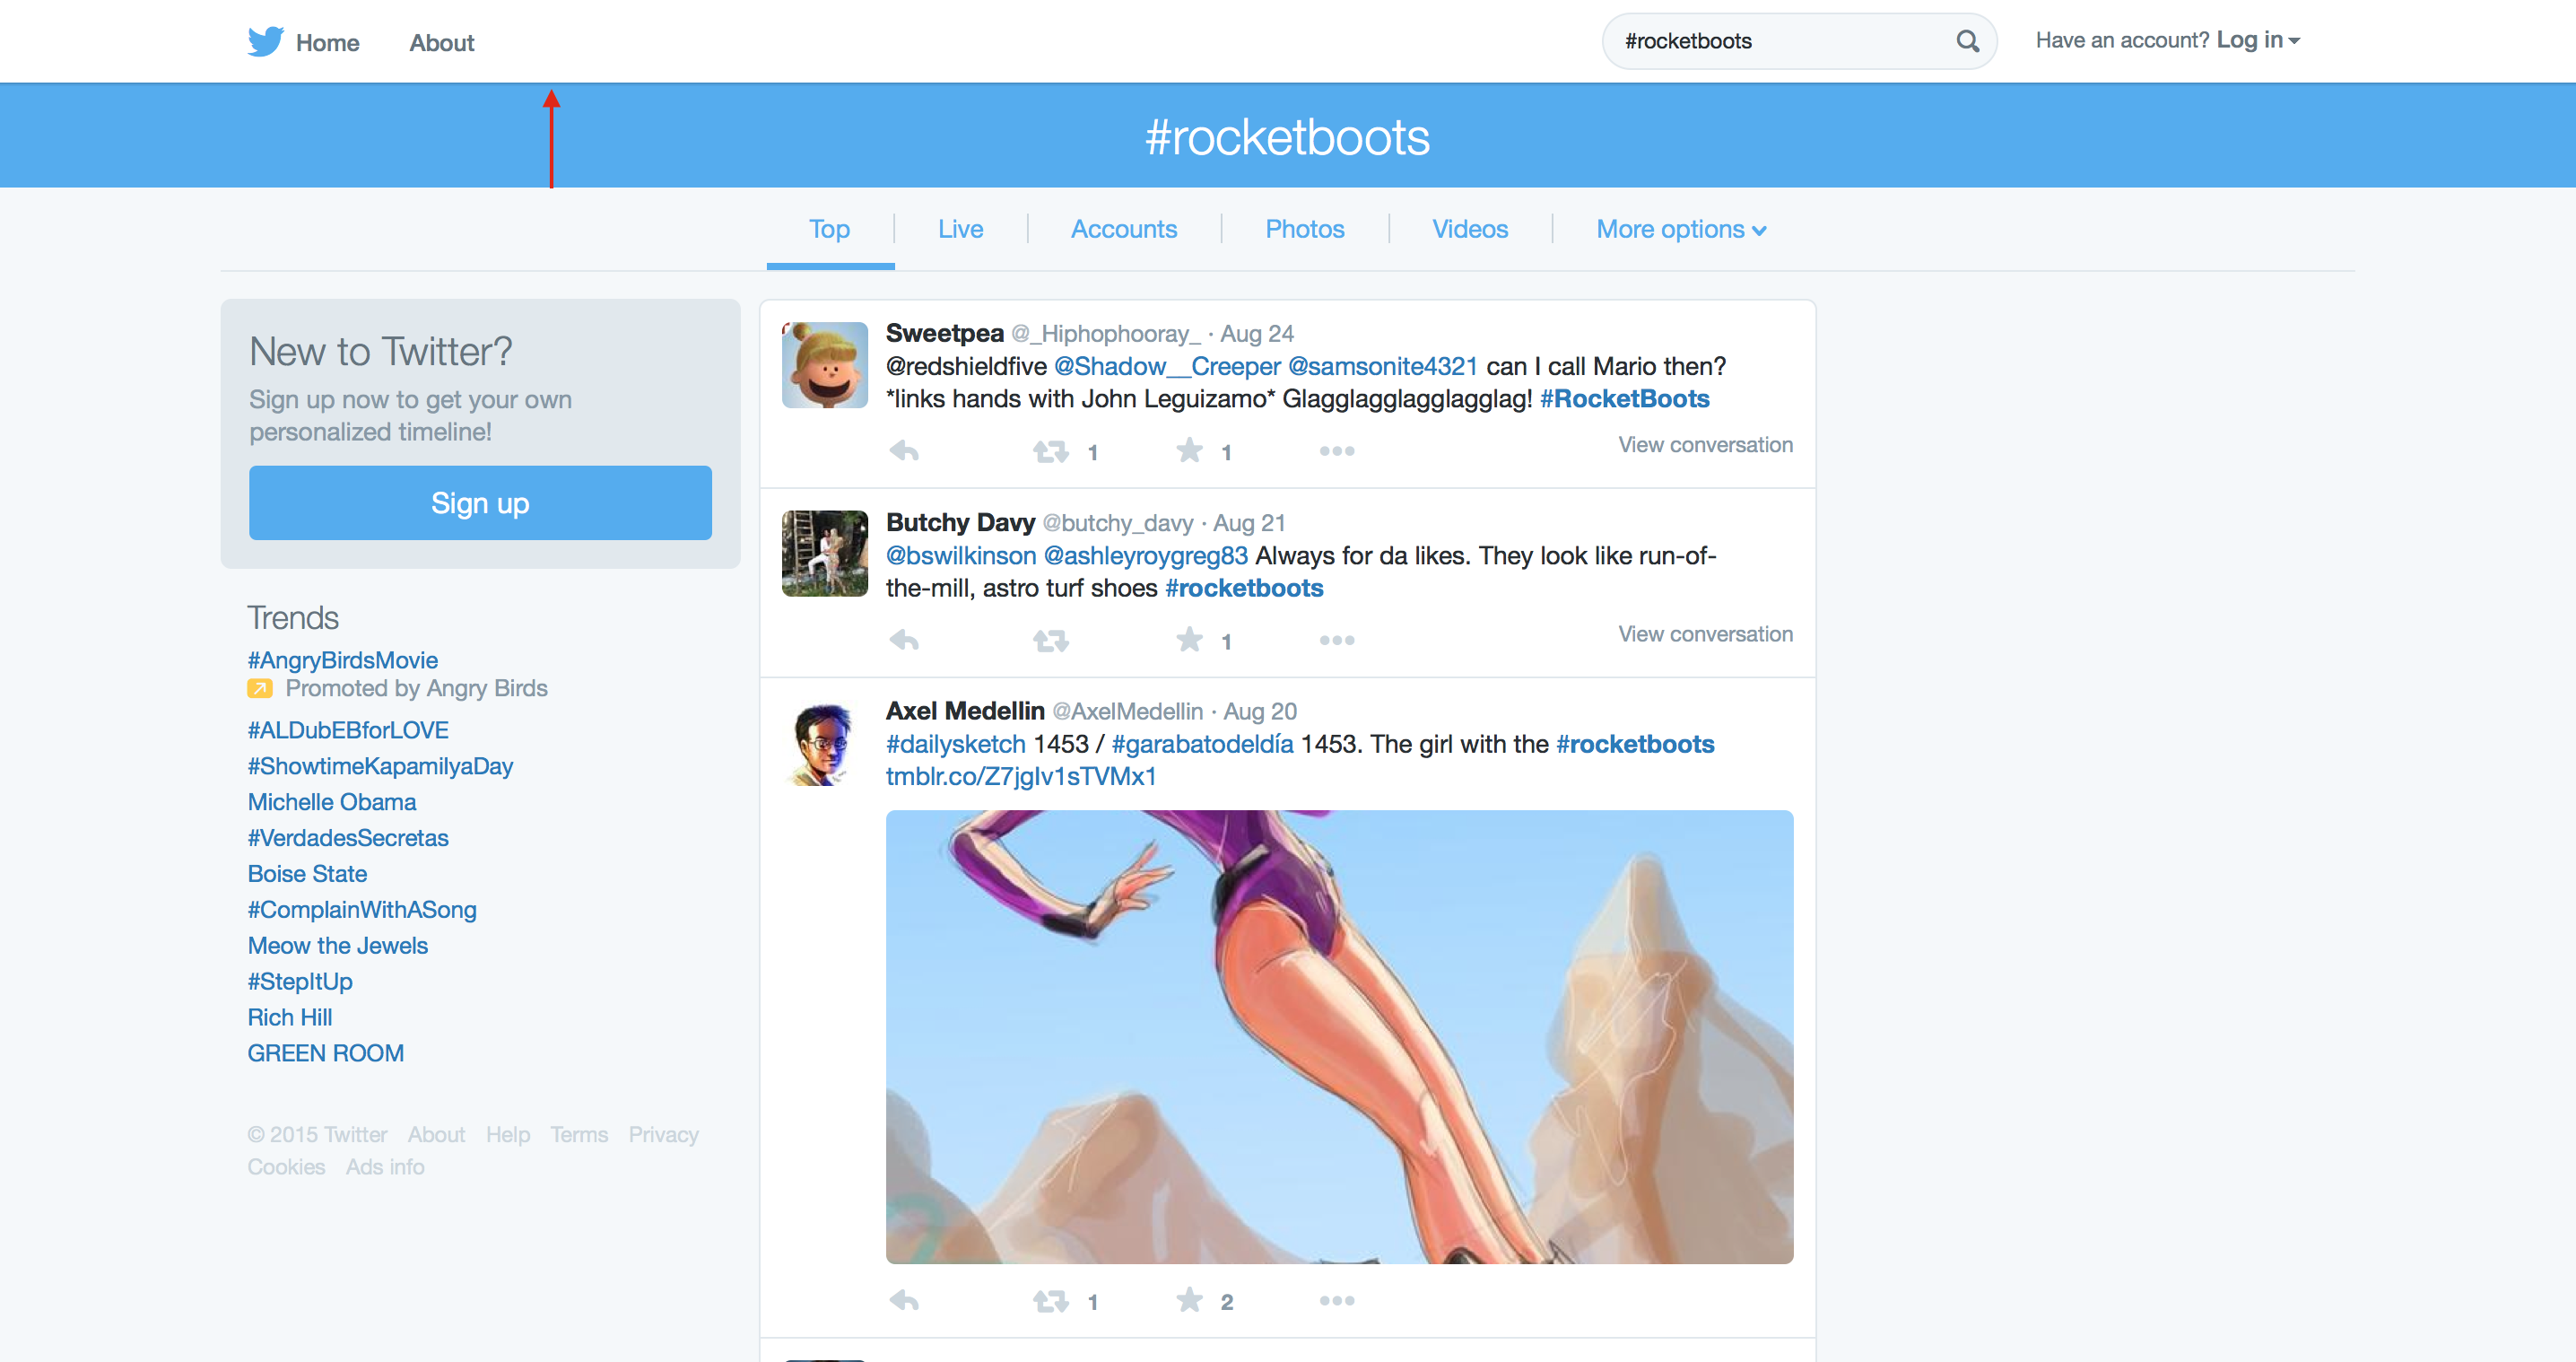 Home About #rocketboots Have an account? Log in
#rocketboots
Top Live Accounts Photos Videos More options
New to Twitter?
Sign up now to get your own
personalized timeline!
Sign up
Trends
#AngryBirdsMovie
Promoted by Angry Birds
#ALDubEBforLOVE
#ShowtimeKapamilyaDay
Michelle Obama
#VerdadesSecretas
Boise State
#ComplainWithASong
Meow the Jewels
#StepItUp
Rich Hill
GREEN ROOM
© 2015 Twitter About Help Terms Privacy
Cookies Ads info
Sweetpea @_Hiphophooray_ · Aug 24
@redshieldfive @Shadow__Creeper @samsonite4321 can I call Mario then?
*links hands with John Leguizamo* Glagglagglagglagglag! #RocketBoots
1 1 View conversation
Butchy Davy @butchy_davy · Aug 21
@bswilkinson @ashleyroygreg83 Always for da likes. They look like run-of-
the-mill, astro turf shoes #rocketboots
1 View conversation
Axel Medellin @AxelMedellin · Aug 20
#dailysketch 1453 / #garabatodeldía 1453. The girl with the #rocketboots
tmblr.co/Z7jglv1sTVMx1
1 2